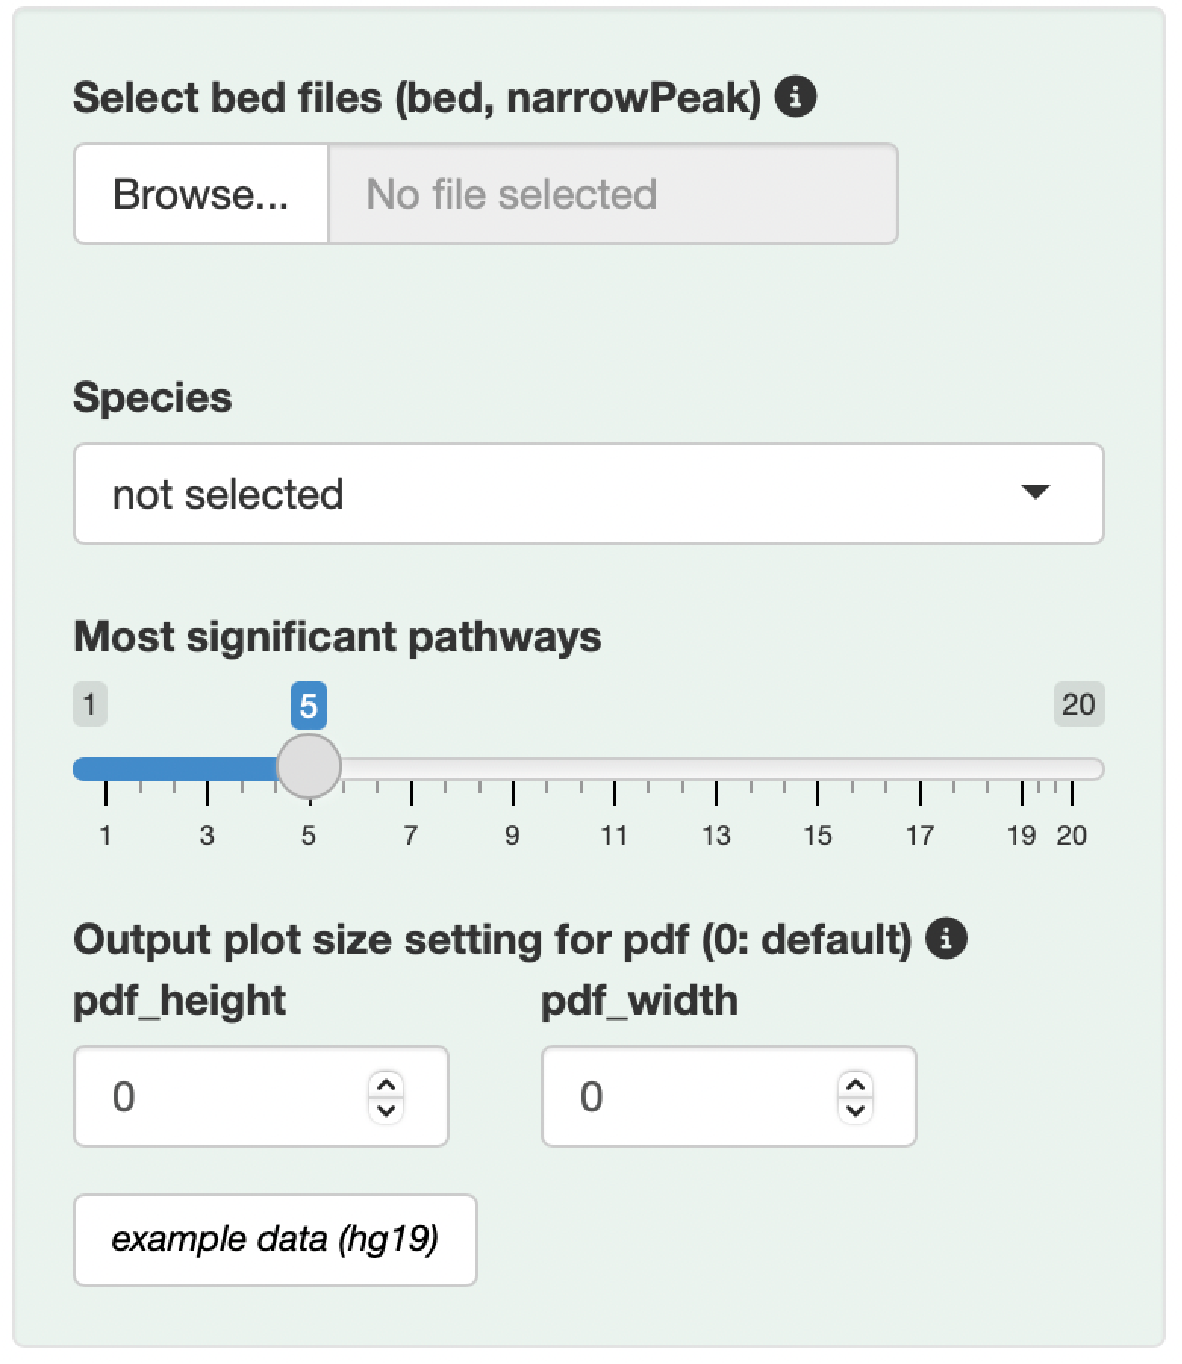 Select bed files (bed, narrowPeak)
Browse... No file selected
Species
not selected
Most significant pathways
1 5 20
1 3 5 7 9 11 13 15 17 19 20
Output plot size setting for pdf (0: default)
pdf_height pdf_width
0 0
example data (hg19)